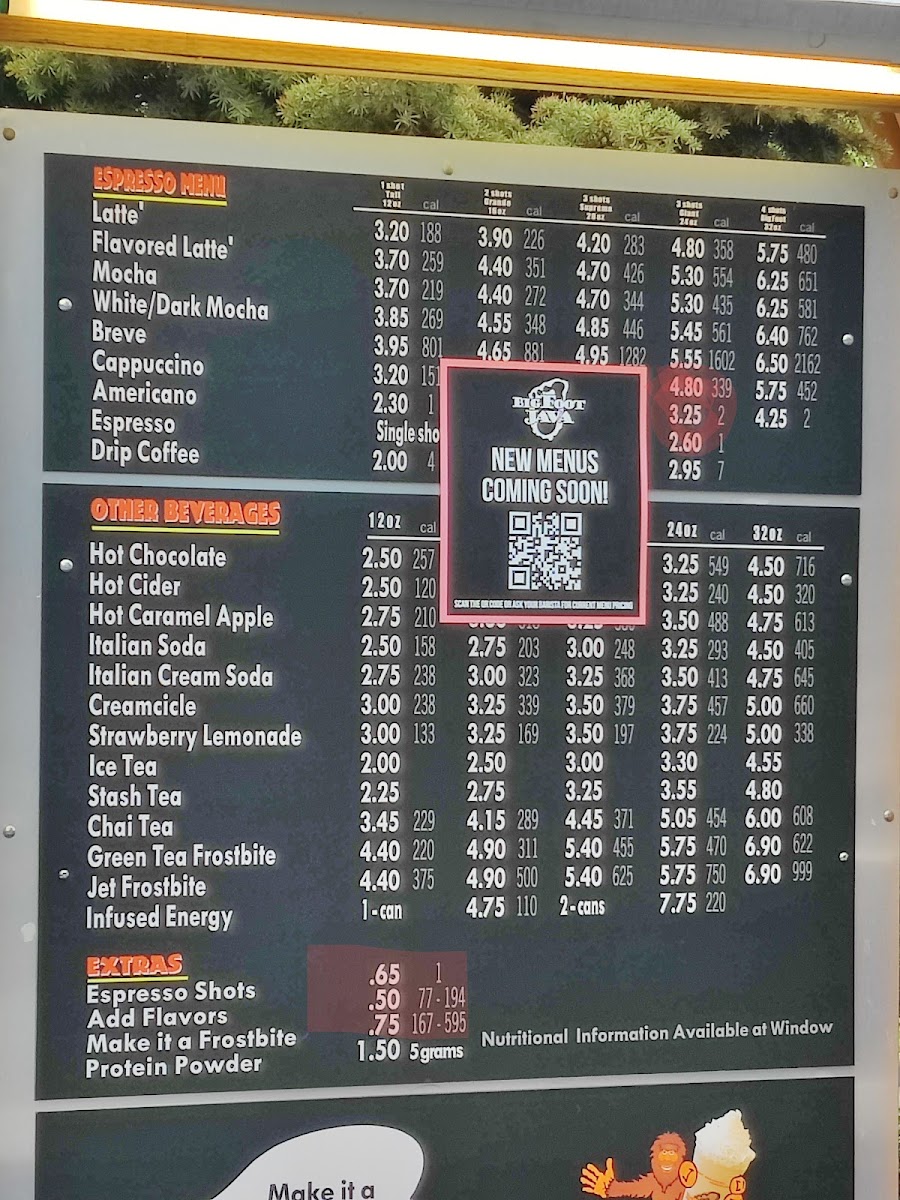 ESPRESSO MENU
1 shot Tall 12oz cal 2 shots Grande 16oz cal 3 shots Supreme 20oz cal 3 shots Giant 24oz cal 4 shots Bigfoot 32oz cal
Latte' 3.20 188 3.90 226 4.20 283 4.80 358 5.75 480
Flavored Latte' 3.70 259 4.40 351 4.70 426 5.30 554 6.25 651
Mocha 3.70 219 4.40 272 4.70 344 5.30 435 6.25 581
White/Dark Mocha 3.85 269 4.55 348 4.85 446 5.45 561 6.40 762
Breve 3.95 801 4.65 881 4.95 1282 5.55 1602 6.50 2162
Cappuccino 3.20 151 4.80 339 5.75 452
Americano 2.30 1 3.25 2 4.25 2
Espresso Single sho 2.60 1
Drip Coffee 2.00 4 2.95 7
BIGFOOT
JAVA
NEW MENUS
COMING SOON!
SCAN THE QR CODE OR ASK YOUR BARISTA FOR CURRENT MENU PRICING
OTHER BEVERAGES
12oz cal 24oz cal 32oz cal
Hot Chocolate 2.50 257 3.25 549 4.50 716
Hot Cider 2.50 120 3.25 240 4.50 320
Hot Caramel Apple 2.75 210 3.50 488 4.75 613
Italian Soda 2.50 158 2.75 203 3.00 248 3.25 293 4.50 405
Italian Cream Soda 2.75 238 3.00 323 3.25 368 3.50 413 4.75 645
Creamcicle 3.00 238 3.25 339 3.50 379 3.75 457 5.00 660
Strawberry Lemonade 3.00 133 3.25 169 3.50 197 3.75 224 5.00 338
Ice Tea 2.00 2.50 3.00 3.30 4.55
Stash Tea 2.25 2.75 3.25 3.55 4.80
Chai Tea 3.45 229 4.15 289 4.45 371 5.05 454 6.00 608
Green Tea Frostbite 4.40 220 4.90 311 5.40 455 5.75 470 6.90 622
Jet Frostbite 4.40 375 4.90 500 5.40 625 5.75 750 6.90 999
Infused Energy 1-can 4.75 110 2-cans 7.75 220
EXTRAS
Espresso Shots .65 1
Add Flavors .50 77 - 194
Make it a Frostbite .75 167 - 595
Protein Powder 1.50 5grams
Nutritional Information Available at Window
Make it a